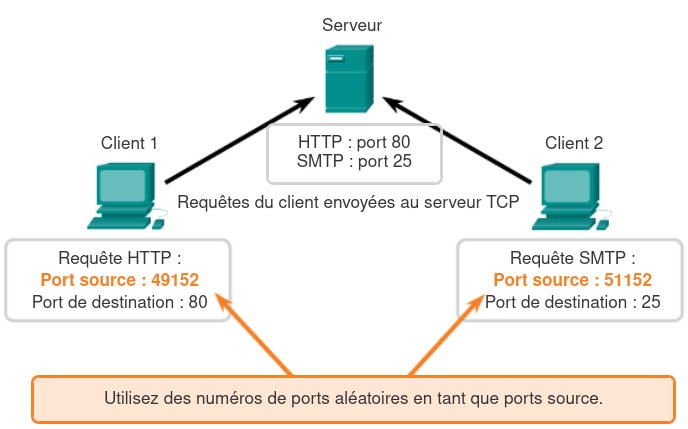 Serveur
Client 1
Client 2
HTTP : port 80
SMTP : port 25
Requêtes du client envoyées au serveur TCP
Requête HTTP :
Port source : 49152
Port de destination : 80
Requête SMTP :
Port source : 51152
Port de destination : 25
Utilisez des numéros de ports aléatoires en tant que ports source.